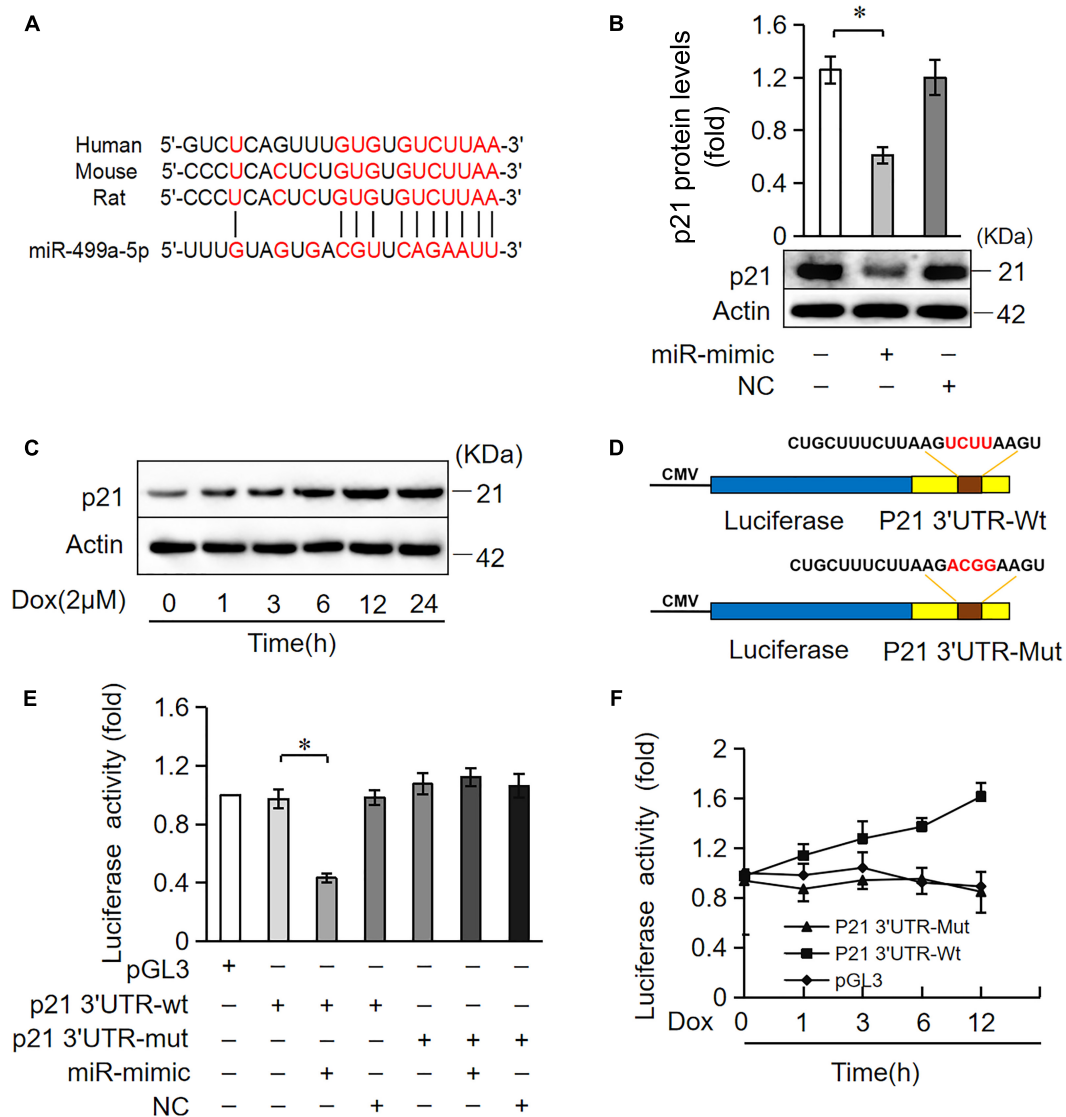 A
Human 5'-GUCUCAGUUUGUGUGUCUUAA-3'
Mouse 5'-CCCUCACUCUGUGUGUCUUAA-3'
Rat 5'-CCCUCACUCUGUGUGUCUUAA-3'
miR-499a-5p 5'-UUUGUAGUGACGUUCAGAAUU-3'
B
p21 protein levels
(fold)
1.6
1.2
0.8
0.4
0
*
(KDa)
p21 21
Actin 42
miR-mimic − + −
NC − − +
C
(KDa)
p21 21
Actin 42
Dox(2μM) 0 1 3 6 12 24
Time(h)
D
CUGCUUUCUUAAGUCUUAAGU
CMV
Luciferase P21 3'UTR-Wt
CUGCUUUCUUAAGACGGAAGU
CMV
Luciferase P21 3'UTR-Mut
E
Luciferase activity (fold)
1.6
1.2
0.8
0.4
0
*
pGL3 + − − − − − −
p21 3'UTR-wt − + + + − − −
p21 3'UTR-mut − − − − + + +
miR-mimic − − + − − + −
NC − − − + − − +
F
Luciferase activity (fold)
2
1.6
1.2
0.8
0.4
0
P21 3'UTR-Mut
P21 3'UTR-Wt
pGL3
Dox 0 1 3 6 12
Time(h)